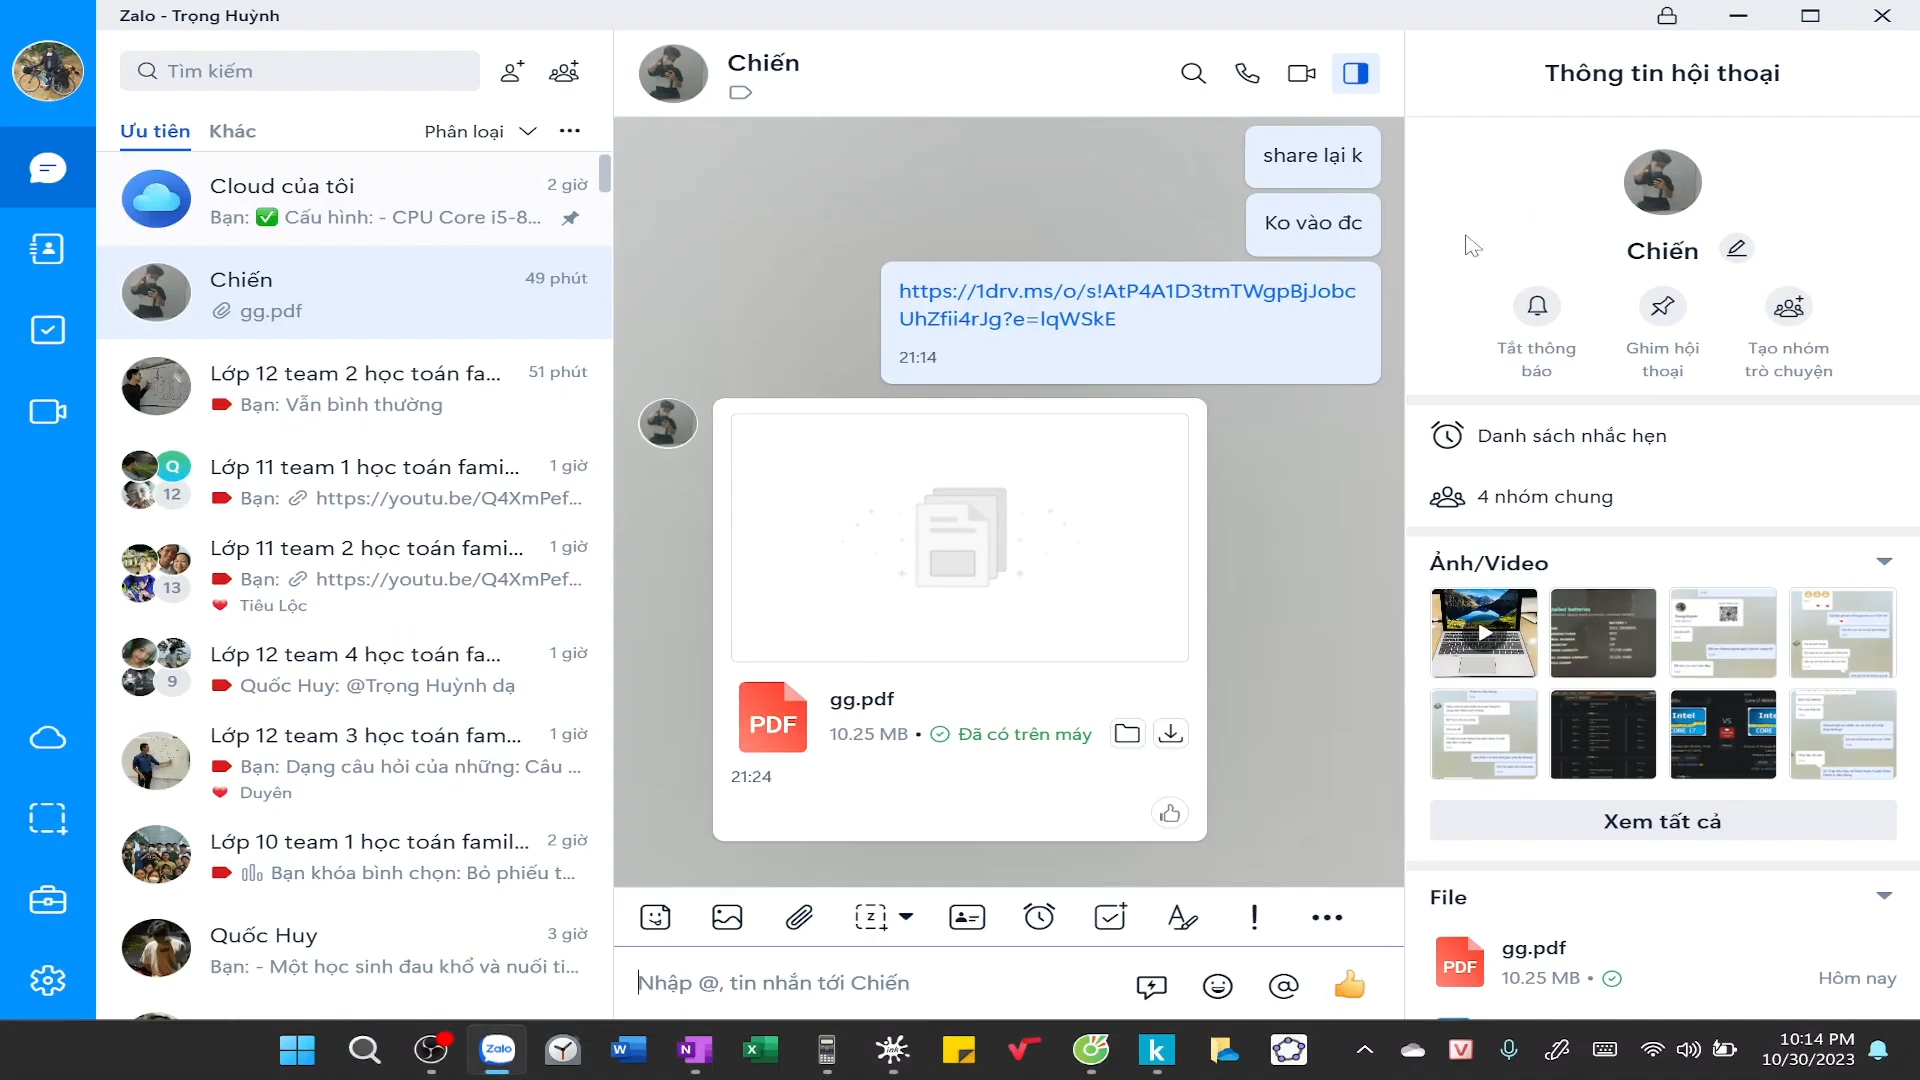 Zalo - Trọng Huỳnh
Tìm kiếm
Ưu tiên
Khác
Phân loại
Cloud của tôi
2 giờ
Bạn: ✅ Cấu hình: - CPU Core i5-8...
Chiến
49 phút
gg.pdf
Lớp 12 team 2 học toán fa...
51 phút
Bạn: Vẫn bình thường
Q
12
Lớp 11 team 1 học toán fami...
1 giờ
Bạn: https://youtu.be/Q4XmPef...
13
Lớp 11 team 2 học toán fami...
1 giờ
Bạn: https://youtu.be/Q4XmPef...
Tiêu Lộc
9
Lớp 12 team 4 học toán fa...
1 giờ
Quốc Huy: @Trọng Huỳnh dạ
Lớp 12 team 3 học toán fam...
1 giờ
Bạn: Dạng câu hỏi của những: Câu ...
Duyên
Lớp 10 team 1 học toán famil...
2 giờ
Bạn khóa bình chọn: Bỏ phiếu t...
Quốc Huy
3 giờ
Bạn: - Một học sinh đau khổ và nuối ti...
Chiến
share lại k
Ko vào đc
https://1drv.ms/o/s!AtP4A1D3tmTWgpBjJobc
UhZfii4rJg?e=lqWSkE
21:14
PDF
gg.pdf
10.25 MB • Đã có trên máy
21:24
Nhập @, tin nhắn tới Chiến
Thông tin hội thoại
Chiến
Tắt thông
báo
Ghim hội
thoại
Tạo nhóm
trò chuyện
Danh sách nhắc hẹn
4 nhóm chung
Ảnh/Video
Xem tất cả
File
PDF
gg.pdf
10.25 MB •
Hôm nay
Zalo
10:14 PM
10/30/2023